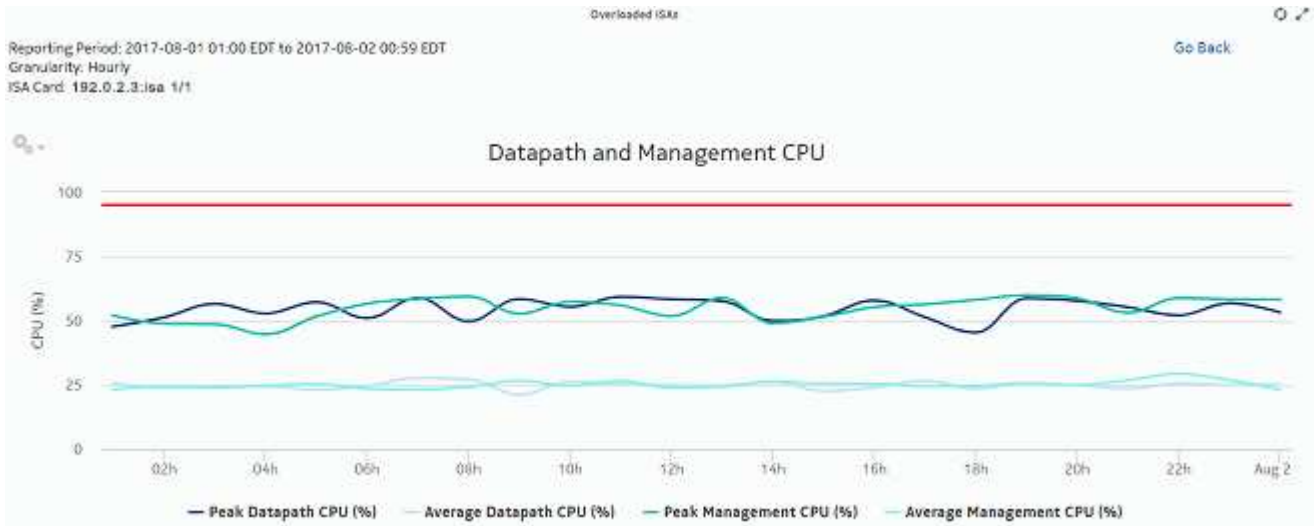 Overloaded ISAs
Reporting Period: 2017-08-01 01:00 EDT to 2017-08-02 00:59 EDT
Go Back
Granularity: Hourly
ISA Card: 192.0.2.3:isa 1/1
Datapath and Management CPU
100
75
50
25
0
CPU (%)
02h 04h 06h 08h 10h 12h 14h 16h 18h 20h 22h Aug 2
Peak Datapath CPU (%) Average Datapath CPU (%) Peak Management CPU (%) Average Management CPU (%)